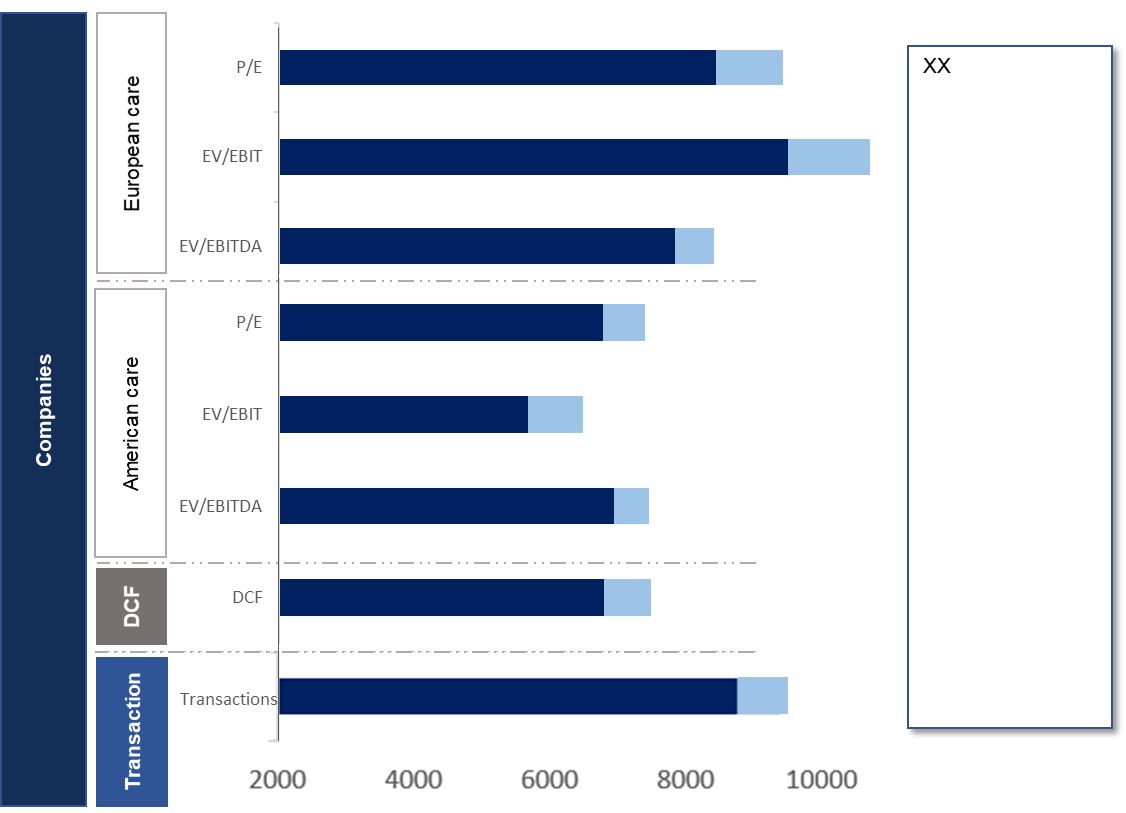 Companies
European care
P/E
EV/EBIT
EV/EBITDA
American care
P/E
EV/EBIT
EV/EBITDA
DCF
DCF
Transaction
Transactions
2000 4000 6000 8000 10000
XX